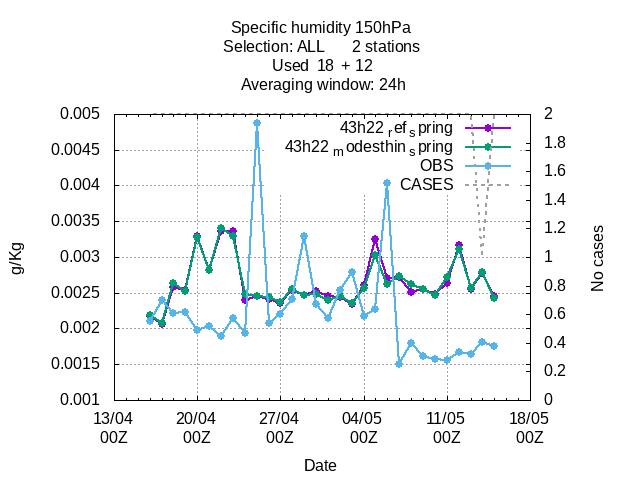 Specific humidity 150hPa
Selection: ALL 2 stations
Used 18 + 12
Averaging window: 24h
0.005
0.0045
0.004
0.0035
0.003
0.0025
0.002
0.0015
0.001
g/Kg
43h22 ref spring
43h22 modesthin spring
OBS
CASES
2
1.8
1.6
1.4
1.2
1
0.8
0.6
0.4
0.2
0
No cases
13/04 20/04 27/04 04/05 11/05 18/05
00Z 00Z 00Z 00Z 00Z 00Z
Date